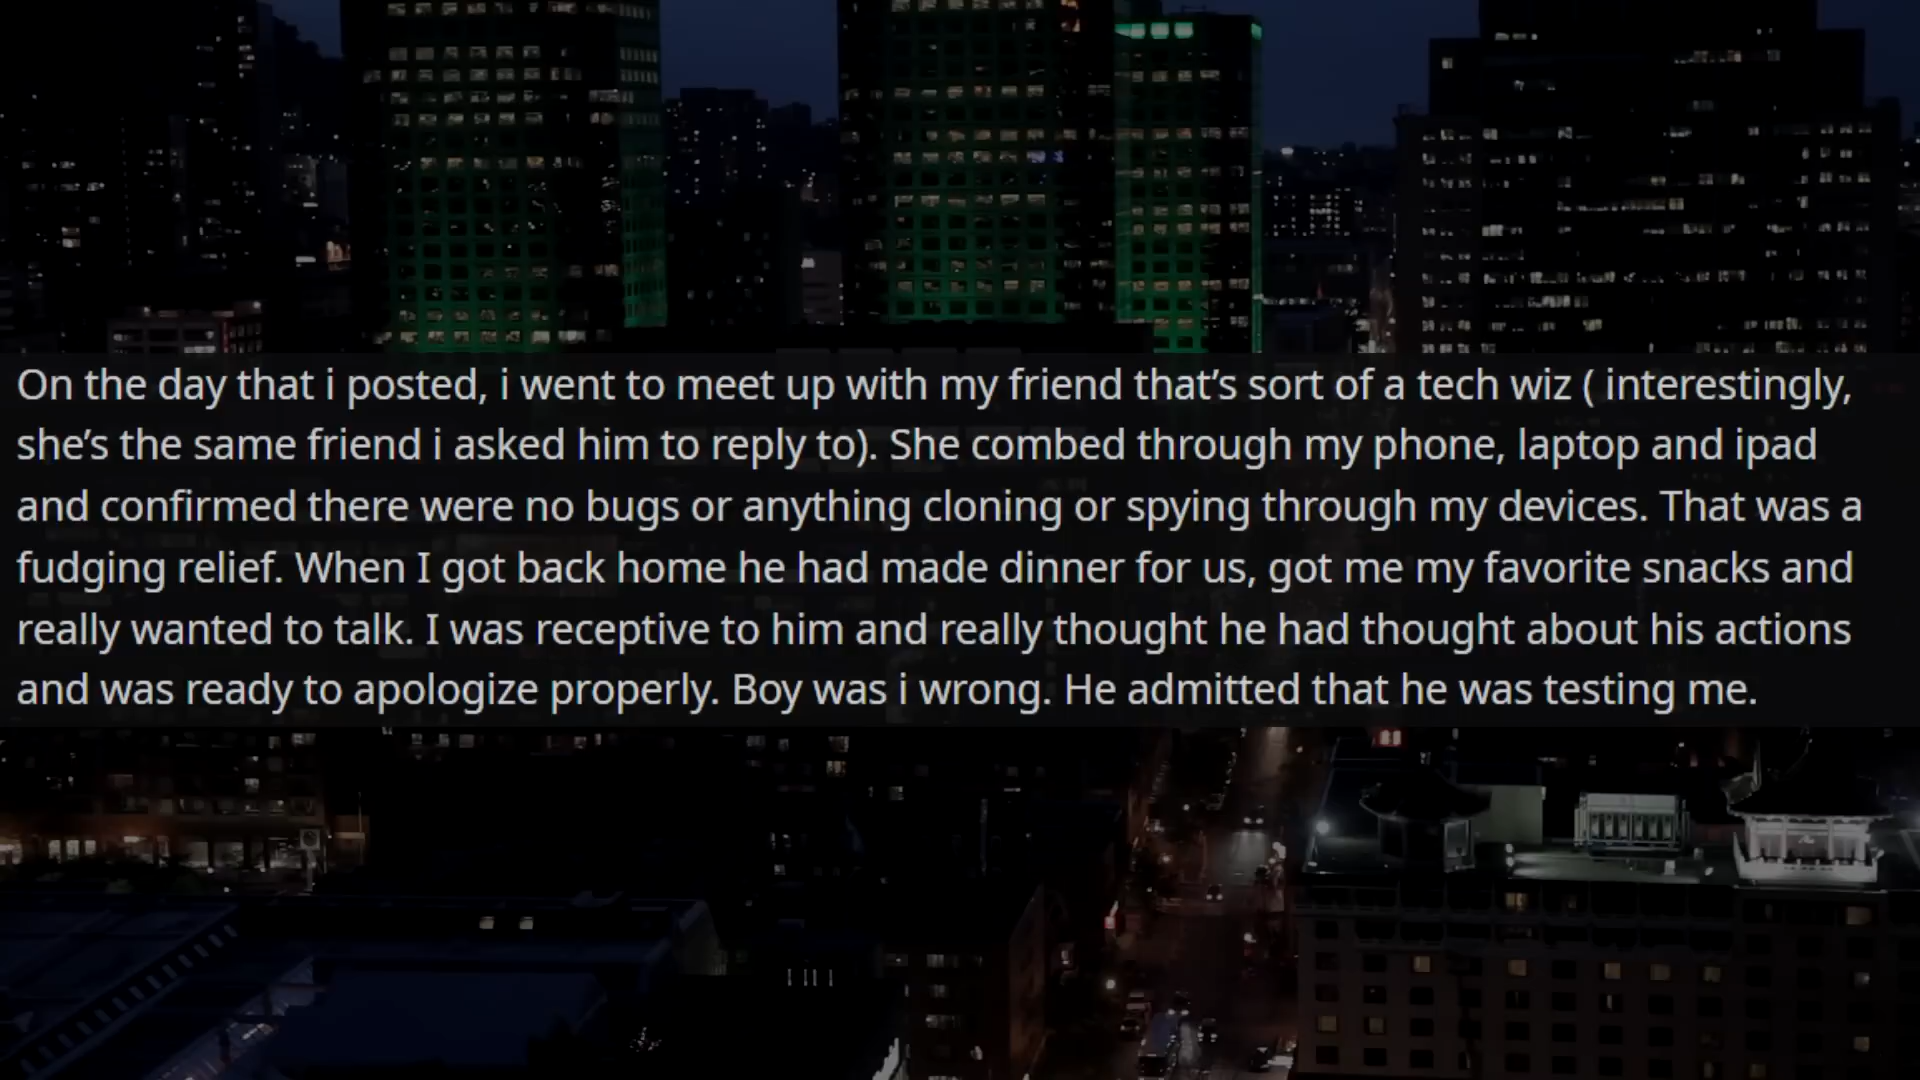 On the day that i posted, i went to meet up with my friend that’s sort of a tech wiz ( interestingly,
she’s the same friend i asked him to reply to). She combed through my phone, laptop and ipad
and confirmed there were no bugs or anything cloning or spying through my devices. That was a
fudging relief. When I got back home he had made dinner for us, got me my favorite snacks and
really wanted to talk. I was receptive to him and really thought he had thought about his actions
and was ready to apologize properly. Boy was i wrong. He admitted that he was testing me.